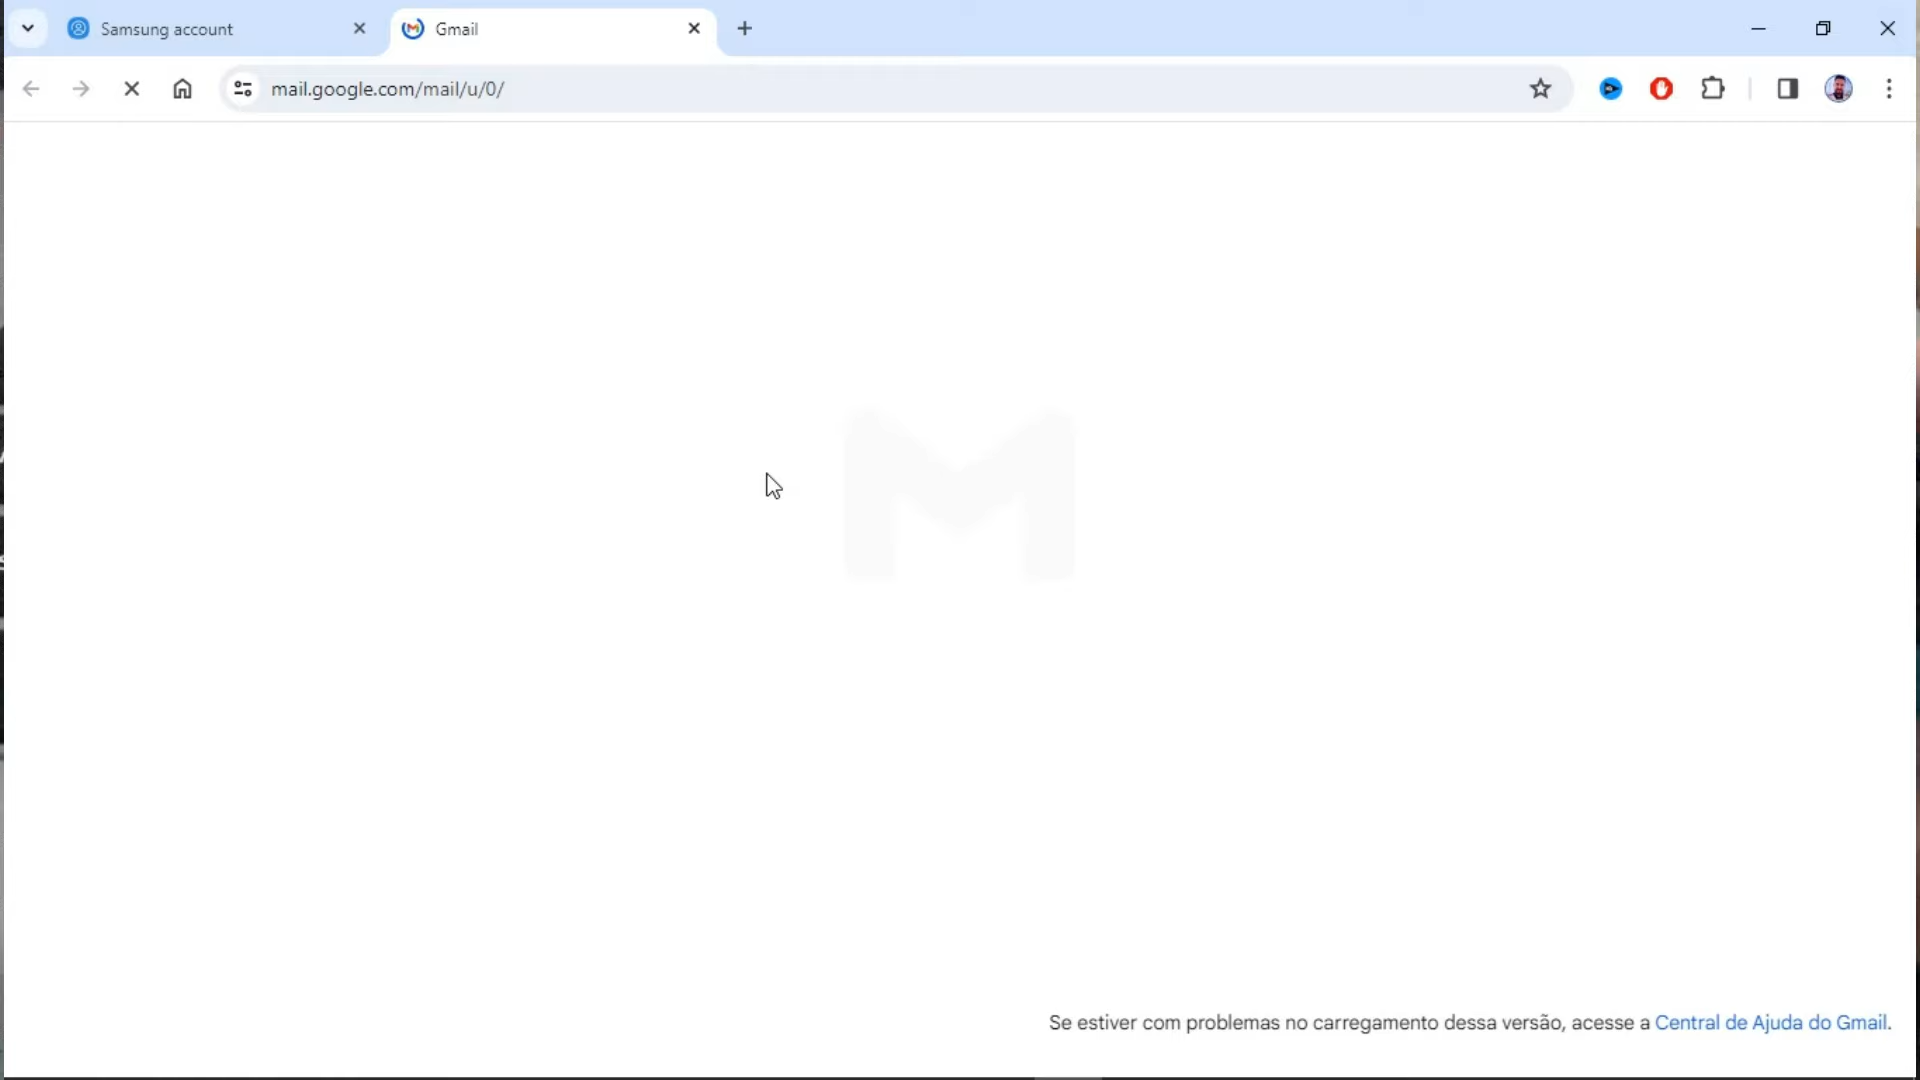 Samsung account
Gmail
mail.google.com/mail/u/0/
Se estiver com problemas no carregamento dessa versão, acesse a Central de Ajuda do Gmail.